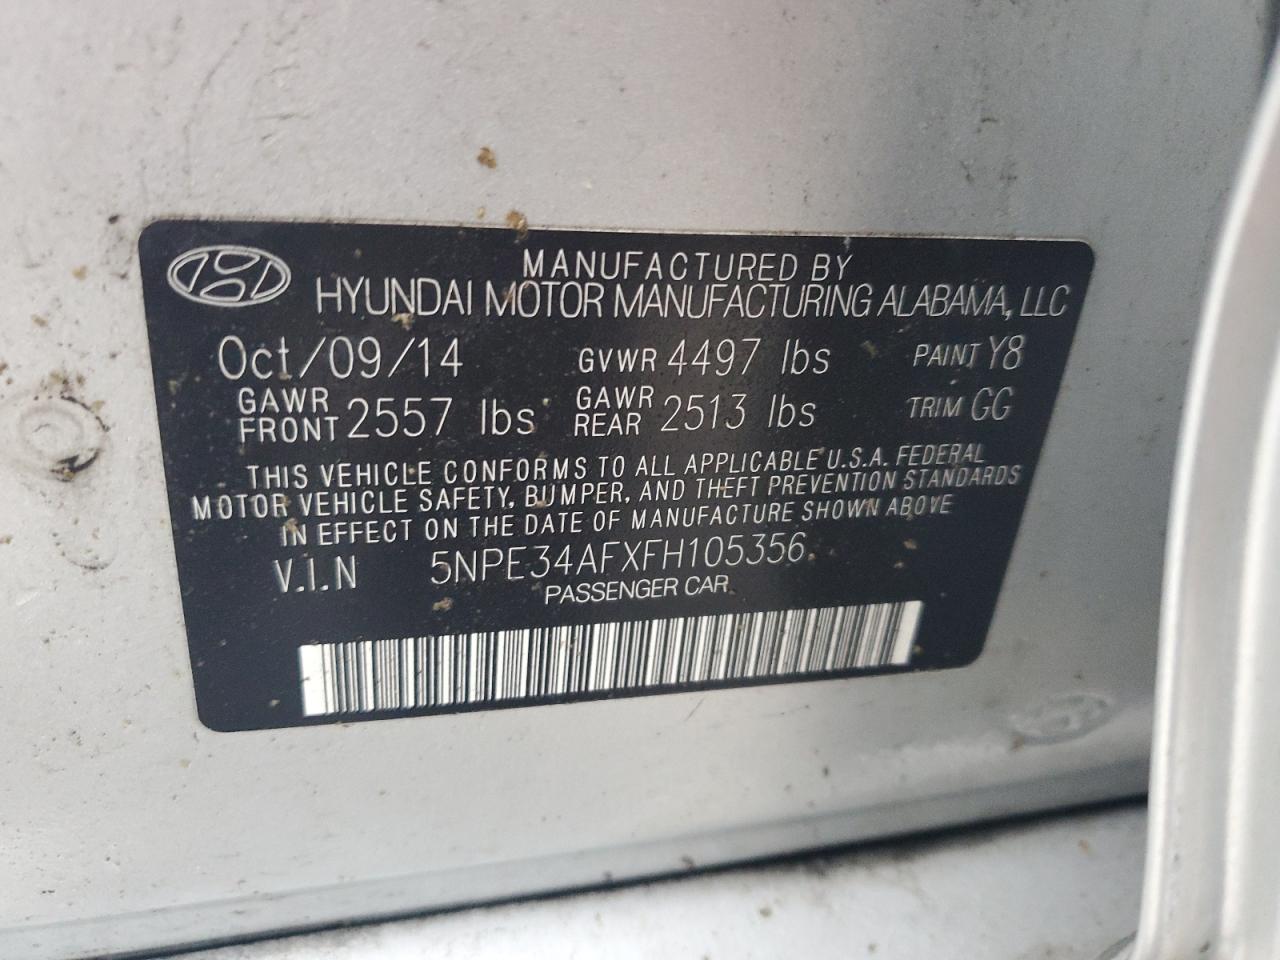 MANUFACTURED BY
HYUNDAI MOTOR MANUFACTURING ALABAMA, LLC
Oct/09/14 GVWR 4497 lbs PAINT Y8
GAWR FRONT 2557 lbs GAWR REAR 2513 lbs TRIM GG
THIS VEHICLE CONFORMS TO ALL APPLICABLE U.S.A. FEDERAL
MOTOR VEHICLE SAFETY, BUMPER, AND THEFT PREVENTION STANDARDS
IN EFFECT ON THE DATE OF MANUFACTURE SHOWN ABOVE
V.I.N 5NPE34AFXFH105356
PASSENGER CAR